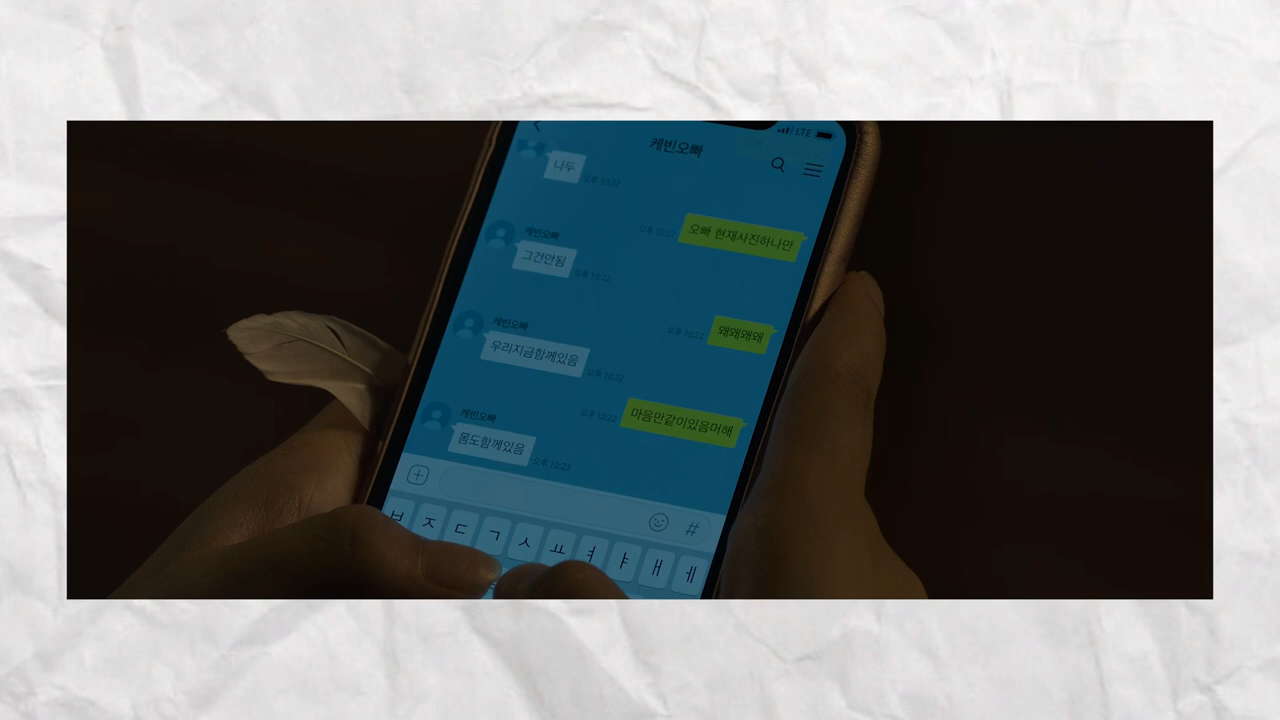 LTE
케빈오빠
나두
오후 10:22
오후 10:22
오빠 현재사진하나만
케빈오빠
그건안됨
오후 10:22
오후 10:22
왜왜왜왜
케빈오빠
우리지금함께있음
오후 10:22
오후 10:22
마음만같이있음머해
케빈오빠
몸도함께있음
오후 10:23
#
ㅂ ㅈ ㄷ ㄱ ㅅ ㅛ ㅕ ㅑ ㅐ ㅔ